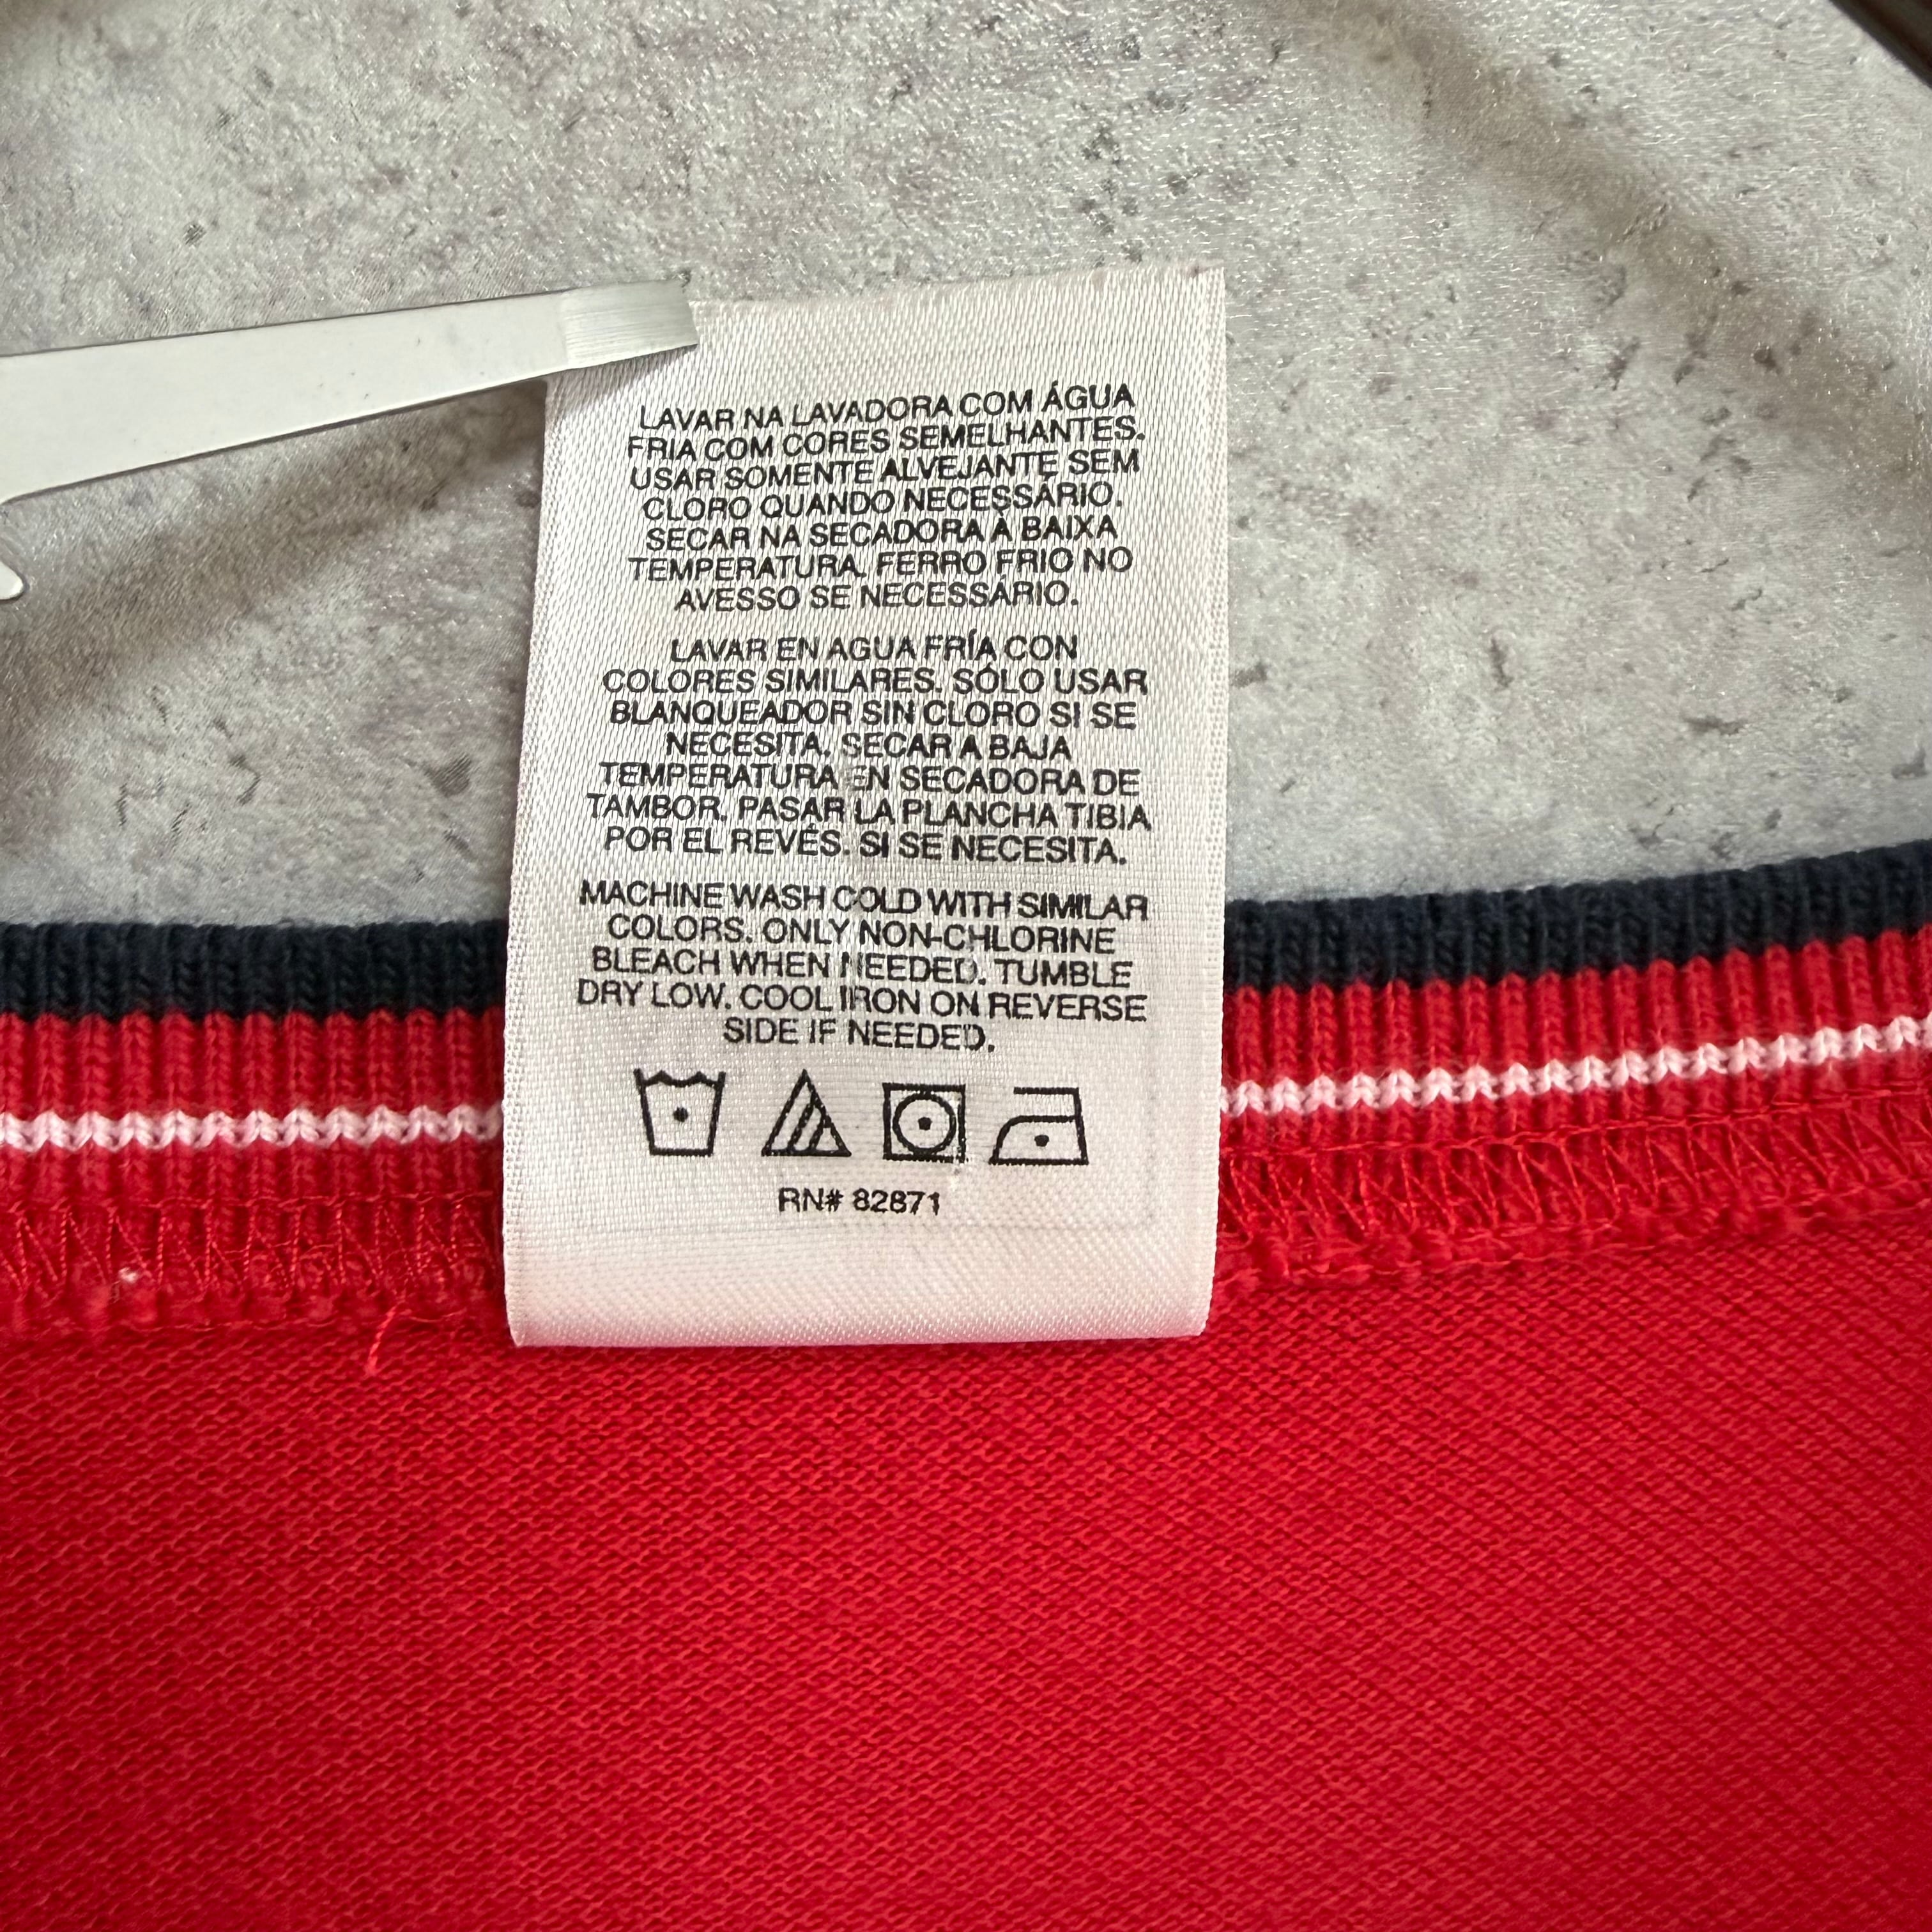 LAVAR NA LAVADORA COM ÁGUA
FRIA COM CORES SEMELHANTES.
USAR SOMENTE ALVEJANTE SEM
CLORO QUANDO NECESSÁRIO.
SECAR NA SECADORA À BAIXA
TEMPERATURA. FERRO FRIO NO
AVESSO SE NECESSÁRIO.
LAVAR EN AGUA FRÍA CON
COLORES SIMILARES. SÓLO USAR
BLANQUEADOR SIN CLORO SI SE
NECESITA. SECAR A BAJA
TEMPERATURA EN SECADORA DE
TAMBOR. PASAR LA PLANCHA TIBIA
POR EL REVÉS. SI SE NECESITA.
MACHINE WASH COLD WITH SIMILAR
COLORS. ONLY NON-CHLORINE
BLEACH WHEN NEEDED. TUMBLE
DRY LOW. COOL IRON ON REVERSE
SIDE IF NEEDED.
RN# 82871